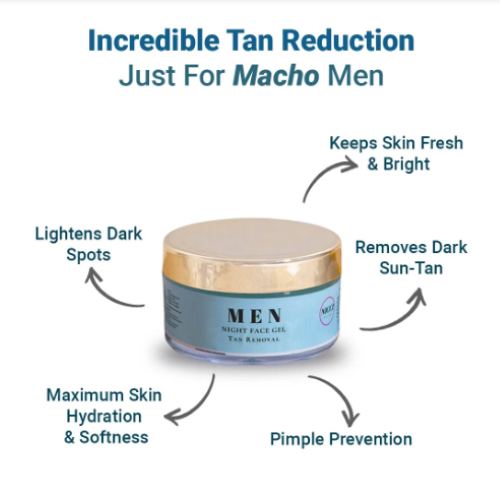 Incredible Tan Reduction
Just For Macho Men
Keeps Skin Fresh
& Bright
Lightens Dark
Spots
Removes Dark
Sun-Tan
MEN
NIGHT FACE GEL
TAN REMOVAL
Maximum Skin
Hydration
& Softness
Pimple Prevention